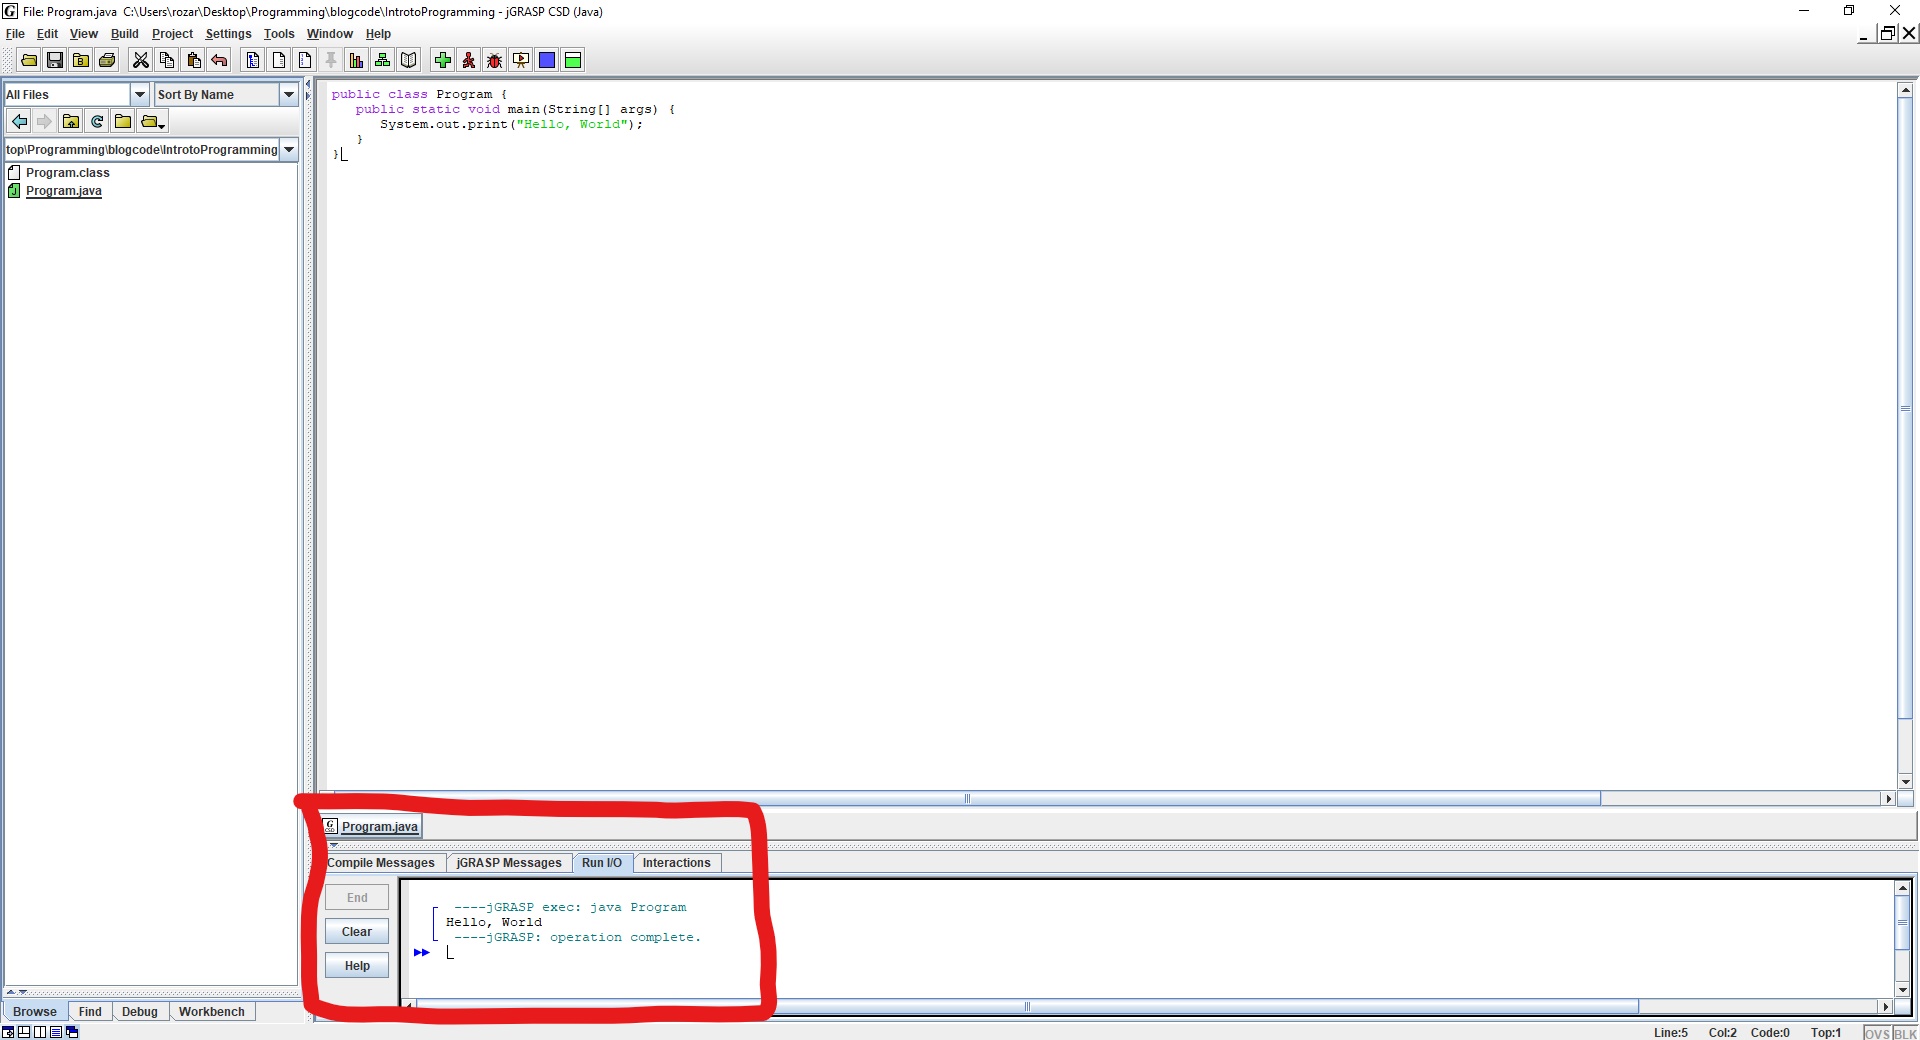 File: Program.java  C:\Users\rozar\Desktop\Programming\blogcode\IntrotoProgramming - jGRASP CSD (Java)
File Edit View Build Project Settings Tools Window Help
All Files Sort By Name
top\Programming\blogcode\IntrotoProgramming
Program.class
Program.java
public class Program {
   public static void main(String[] args) {
      System.out.print("Hello, World");
   }
}
Program.java
Compile Messages jGRASP Messages Run I/O Interactions
End
Clear
Help
----jGRASP exec: java Program
Hello, World
----jGRASP: operation complete.
Browse Find Debug Workbench
Line:5 Col:2 Code:0 Top:1 OVS BLK